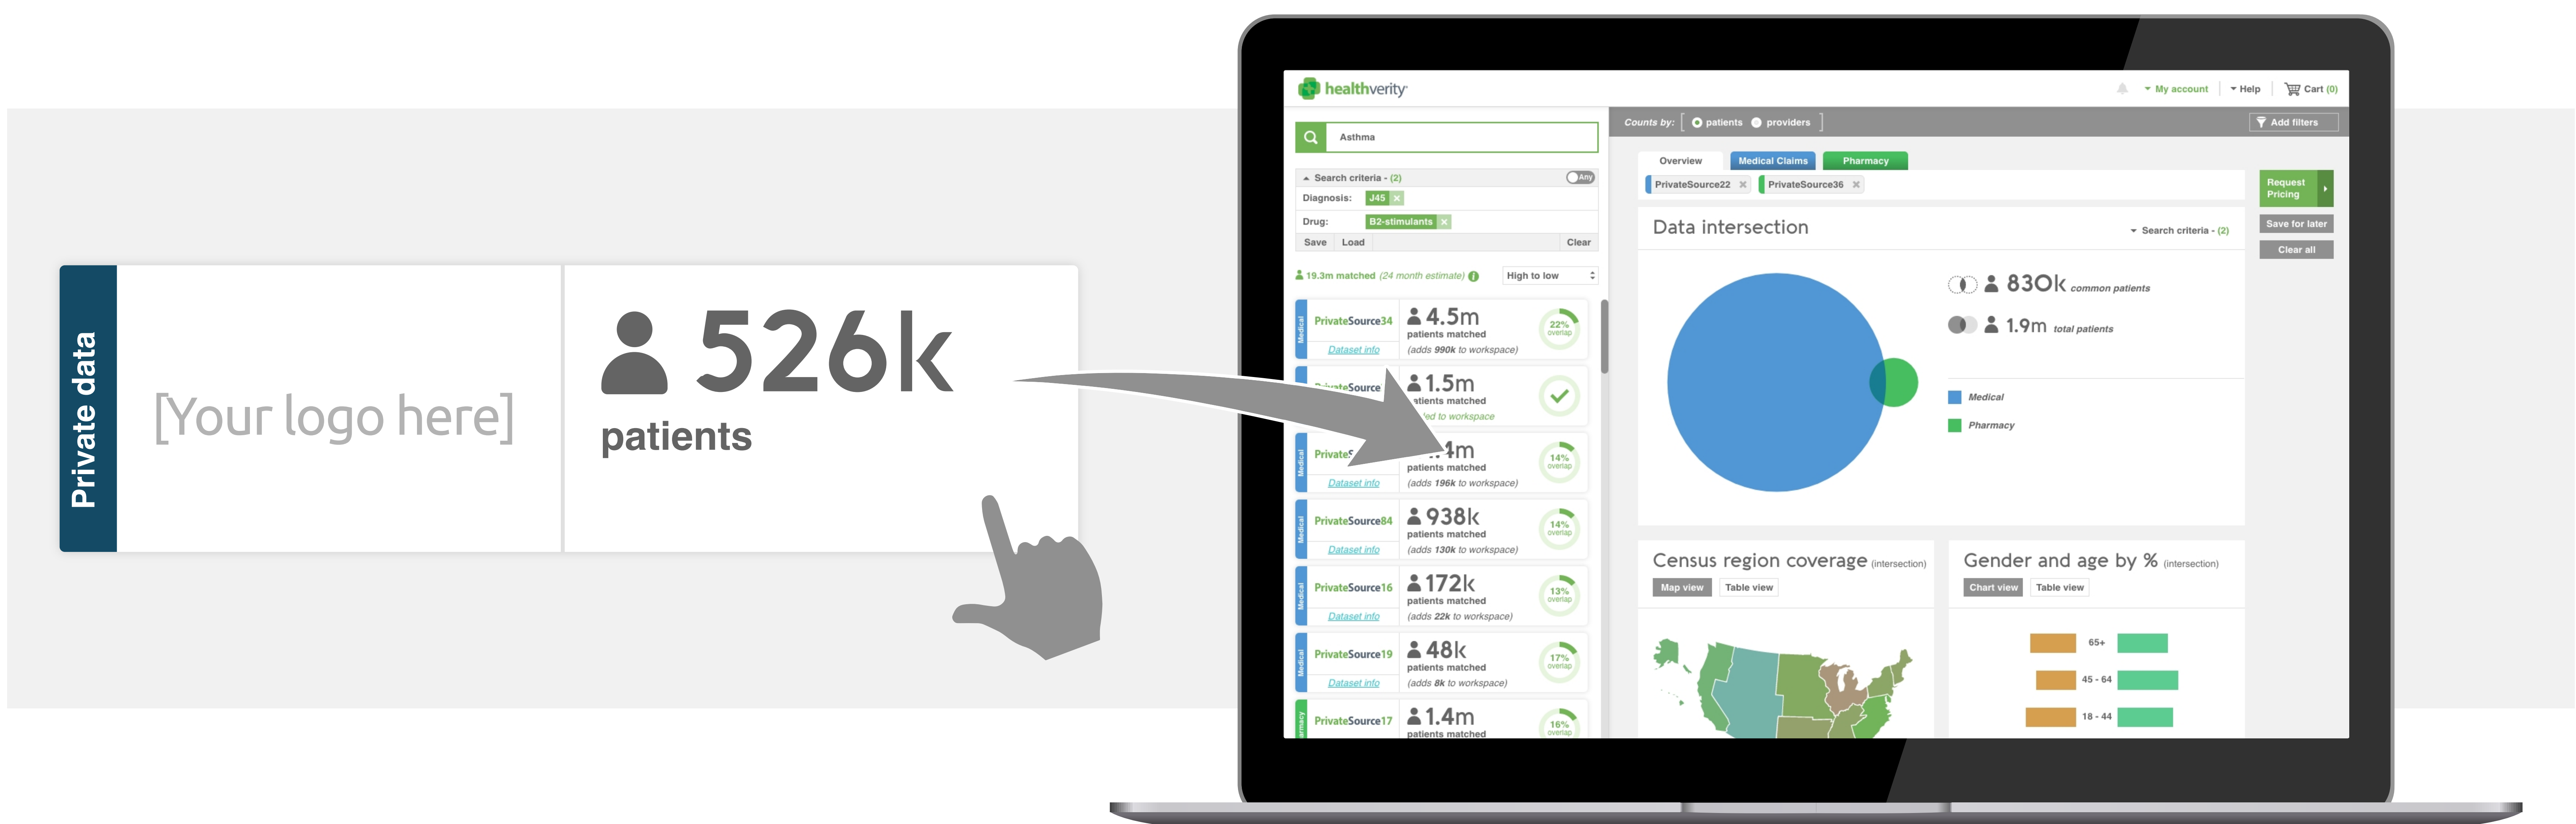 Private data
[Your logo here]
526k
patients
healthverity
My account
Help
Cart (0)
Asthma
Search criteria - (2)
Any
Diagnosis: J45
Drug: B2-stimulants
Save Load Clear
19.3m matched (24 month estimate)
High to low
Medical
PrivateSource34
Dataset info
4.5m
patients matched
(adds 990k to workspace)
22%
overlap
PrivateSource
1.5m
patients matched
to workspace
Medical
Dataset info
patients matched
(adds 196k to workspace)
14%
overlap
Medical
PrivateSource84
Dataset info
938k
patients matched
(adds 130k to workspace)
14%
overlap
Medical
PrivateSource16
Dataset info
172k
patients matched
(adds 22k to workspace)
13%
overlap
Medical
PrivateSource19
Dataset info
48k
patients matched
(adds 8k to workspace)
17%
overlap
PrivateSource17
1.4m
patients matched
16%
overlap
Counts by: [ patients providers ]
Add filters
Overview
Medical Claims
Pharmacy
PrivateSource22
PrivateSource36
Request
Pricing
Save for later
Clear all
Data intersection
Search criteria - (2)
830k common patients
1.9m total patients
Medical
Pharmacy
Census region coverage (intersection)
Map view
Table view
Gender and age by % (intersection)
Chart view
Table view
65+
45 - 64
18 - 44